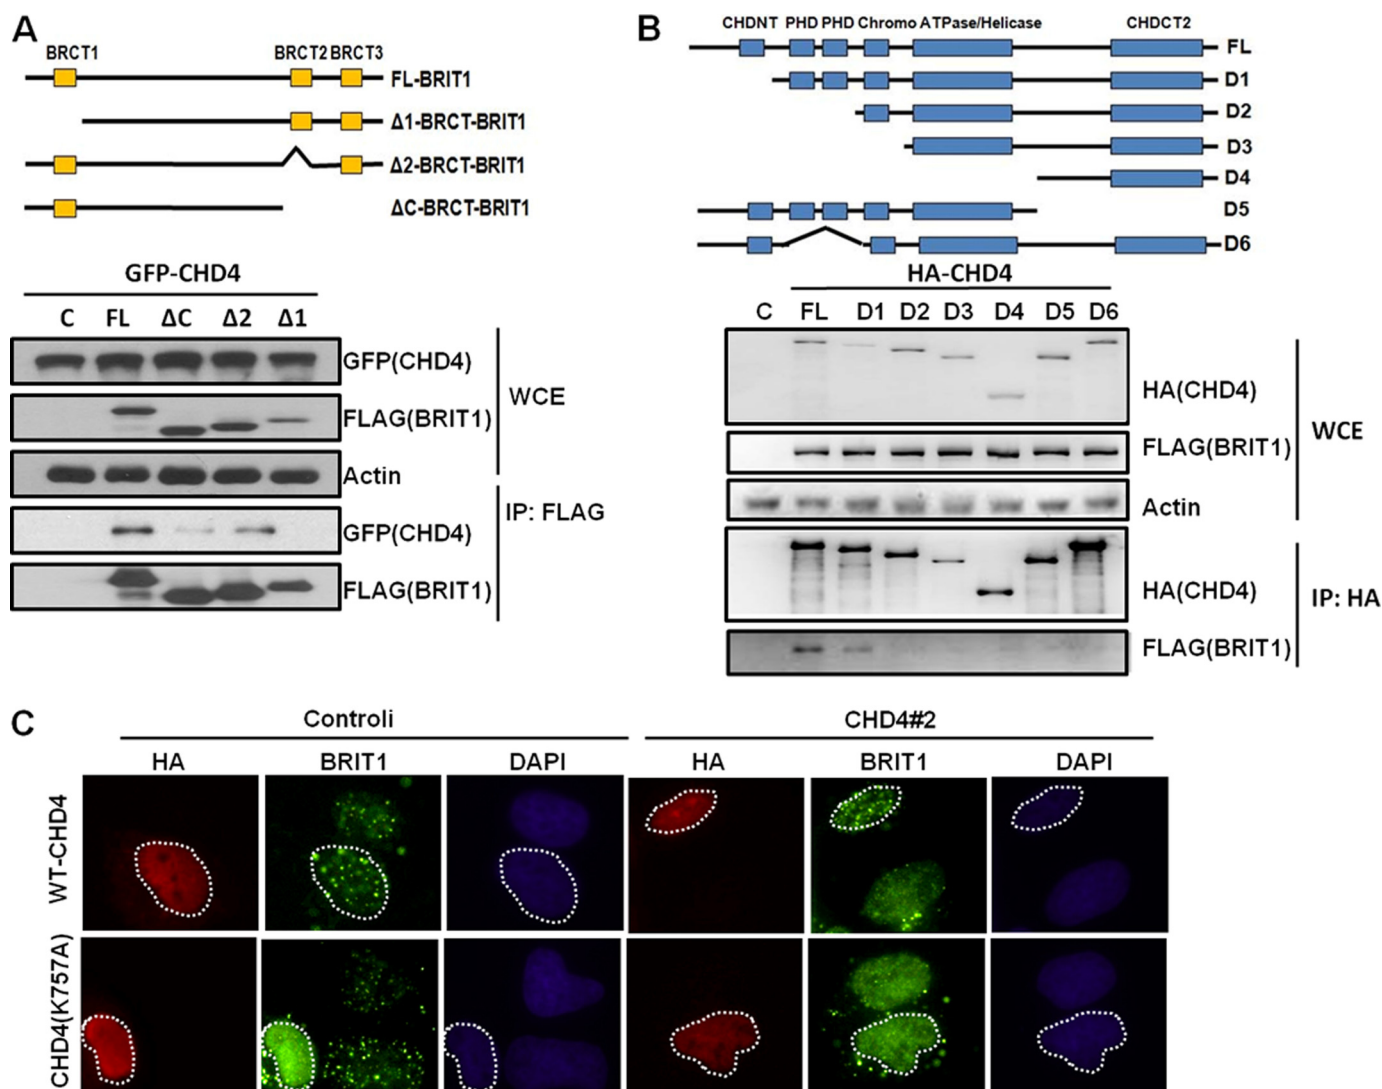 A
BRCT1 BRCT2 BRCT3
FL-BRIT1
Δ1-BRCT-BRIT1
Δ2-BRCT-BRIT1
ΔC-BRCT-BRIT1
GFP-CHD4
C FL ΔC Δ2 Δ1
GFP(CHD4)
FLAG(BRIT1)
Actin
WCE
GFP(CHD4)
FLAG(BRIT1)
IP: FLAG
B
CHDNT PHD PHD Chromo ATPase/Helicase CHDCT2
FL
D1
D2
D3
D4
D5
D6
HA-CHD4
C FL D1 D2 D3 D4 D5 D6
HA(CHD4)
FLAG(BRIT1)
Actin
WCE
HA(CHD4)
FLAG(BRIT1)
IP: HA
C
Controli CHD4#2
HA BRIT1 DAPI HA BRIT1 DAPI
WT-CHD4
CHD4(K757A)